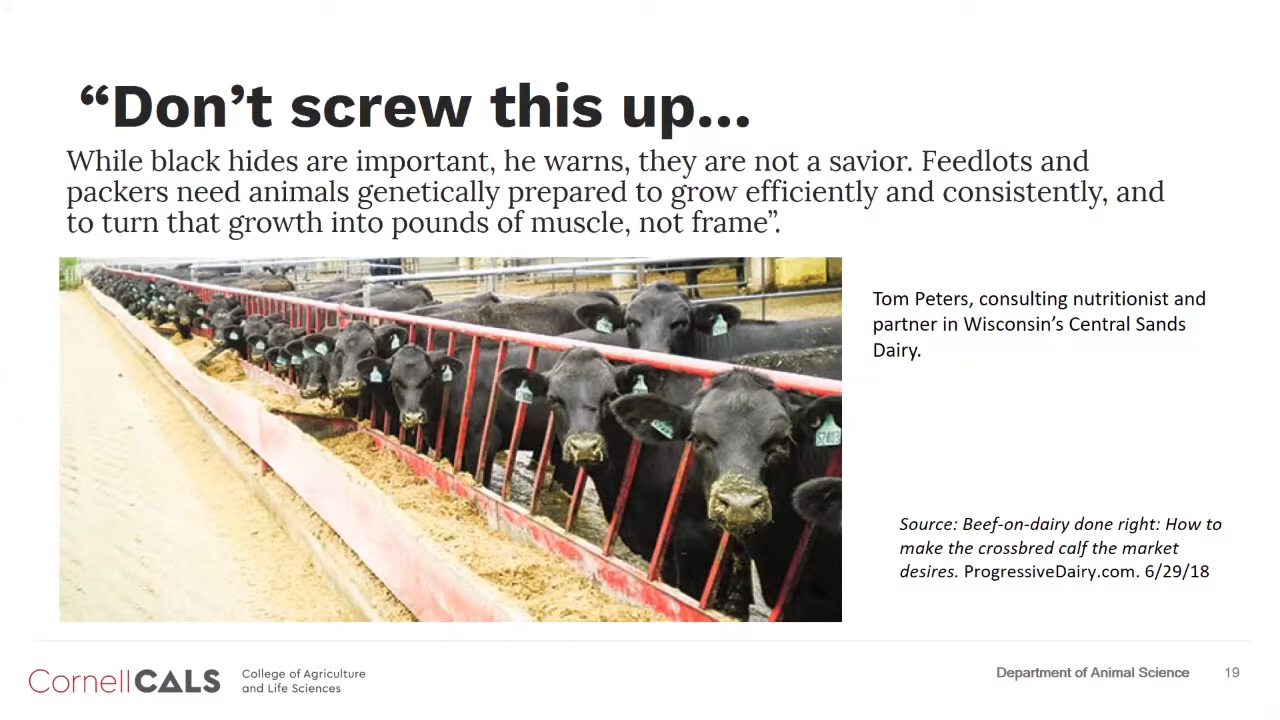 “Don’t screw this up...
While black hides are important, he warns, they are not a savior. Feedlots and
packers need animals genetically prepared to grow efficiently and consistently, and
to turn that growth into pounds of muscle, not frame”.
Tom Peters, consulting nutritionist and
partner in Wisconsin’s Central Sands
Dairy.
Source: Beef-on-dairy done right: How to
make the crossbred calf the market
desires. ProgressiveDairy.com. 6/29/18
CornellCALS
College of Agriculture
and Life Sciences
Department of Animal Science
19